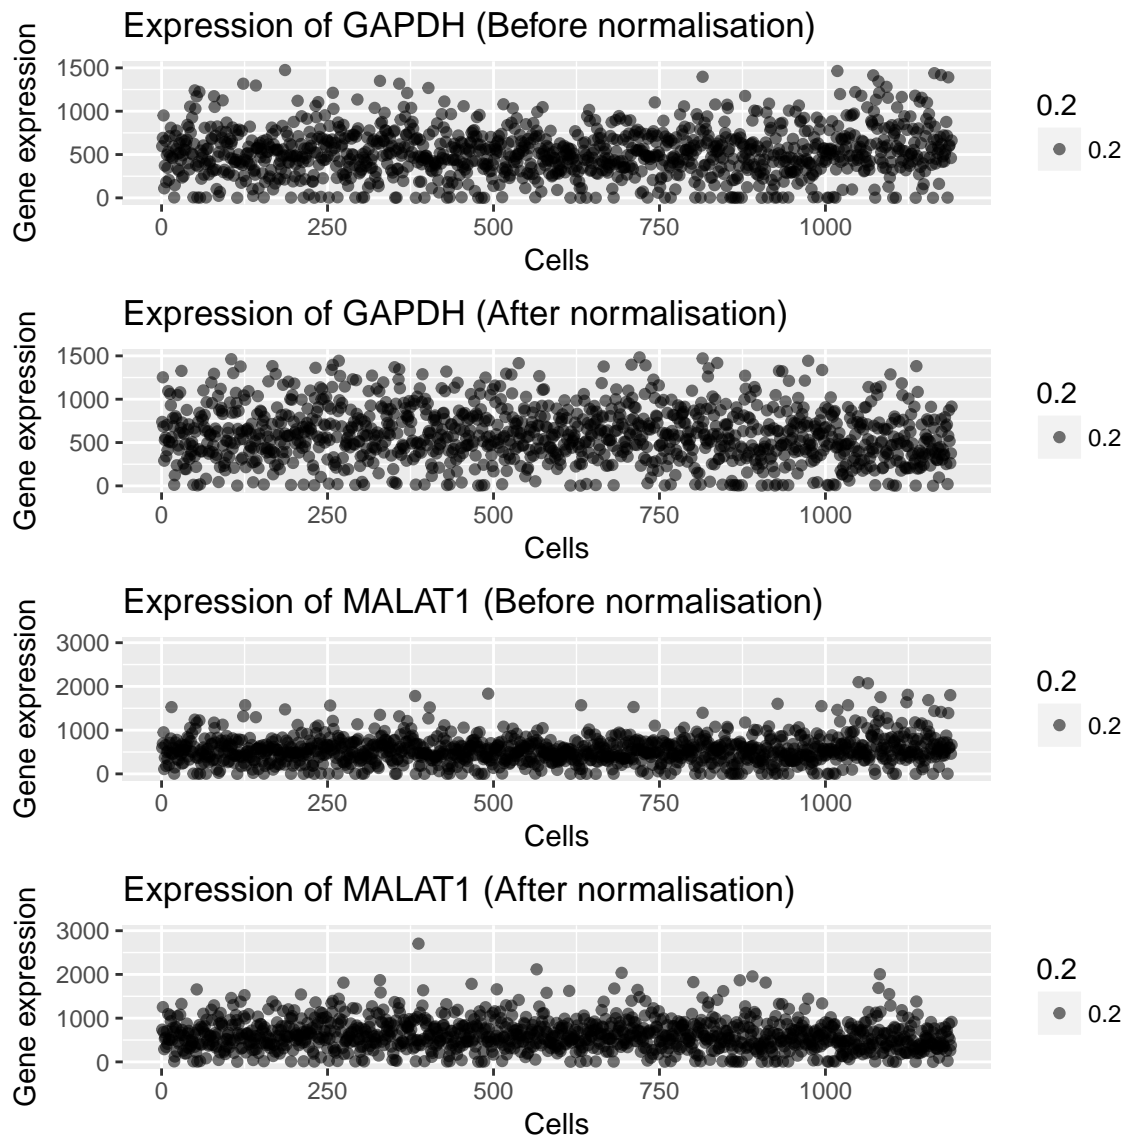 Expression of GAPDH (Before normalisation)
Gene expression
1500
1000
500
0
0 250 500 750 1000
Cells
0.2
0.2
Expression of GAPDH (After normalisation)
Gene expression
1500
1000
500
0
0 250 500 750 1000
Cells
0.2
0.2
Expression of MALAT1 (Before normalisation)
Gene expression
3000
2000
1000
0
0 250 500 750 1000
Cells
0.2
0.2
Expression of MALAT1 (After normalisation)
Gene expression
3000
2000
1000
0
0 250 500 750 1000
Cells
0.2
0.2